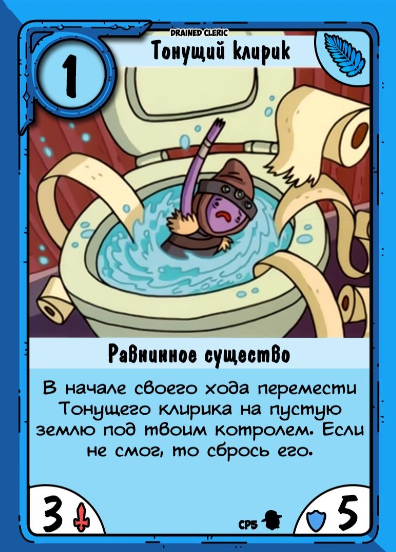 DRAINED CLERIC
Тонущий клирик
1
Равнинное существо
В начале своего хода перемести
Тонущего клирика на пустую
землю под твоим котролем. Если
не смог, то сбрось его.
3
CP5
5